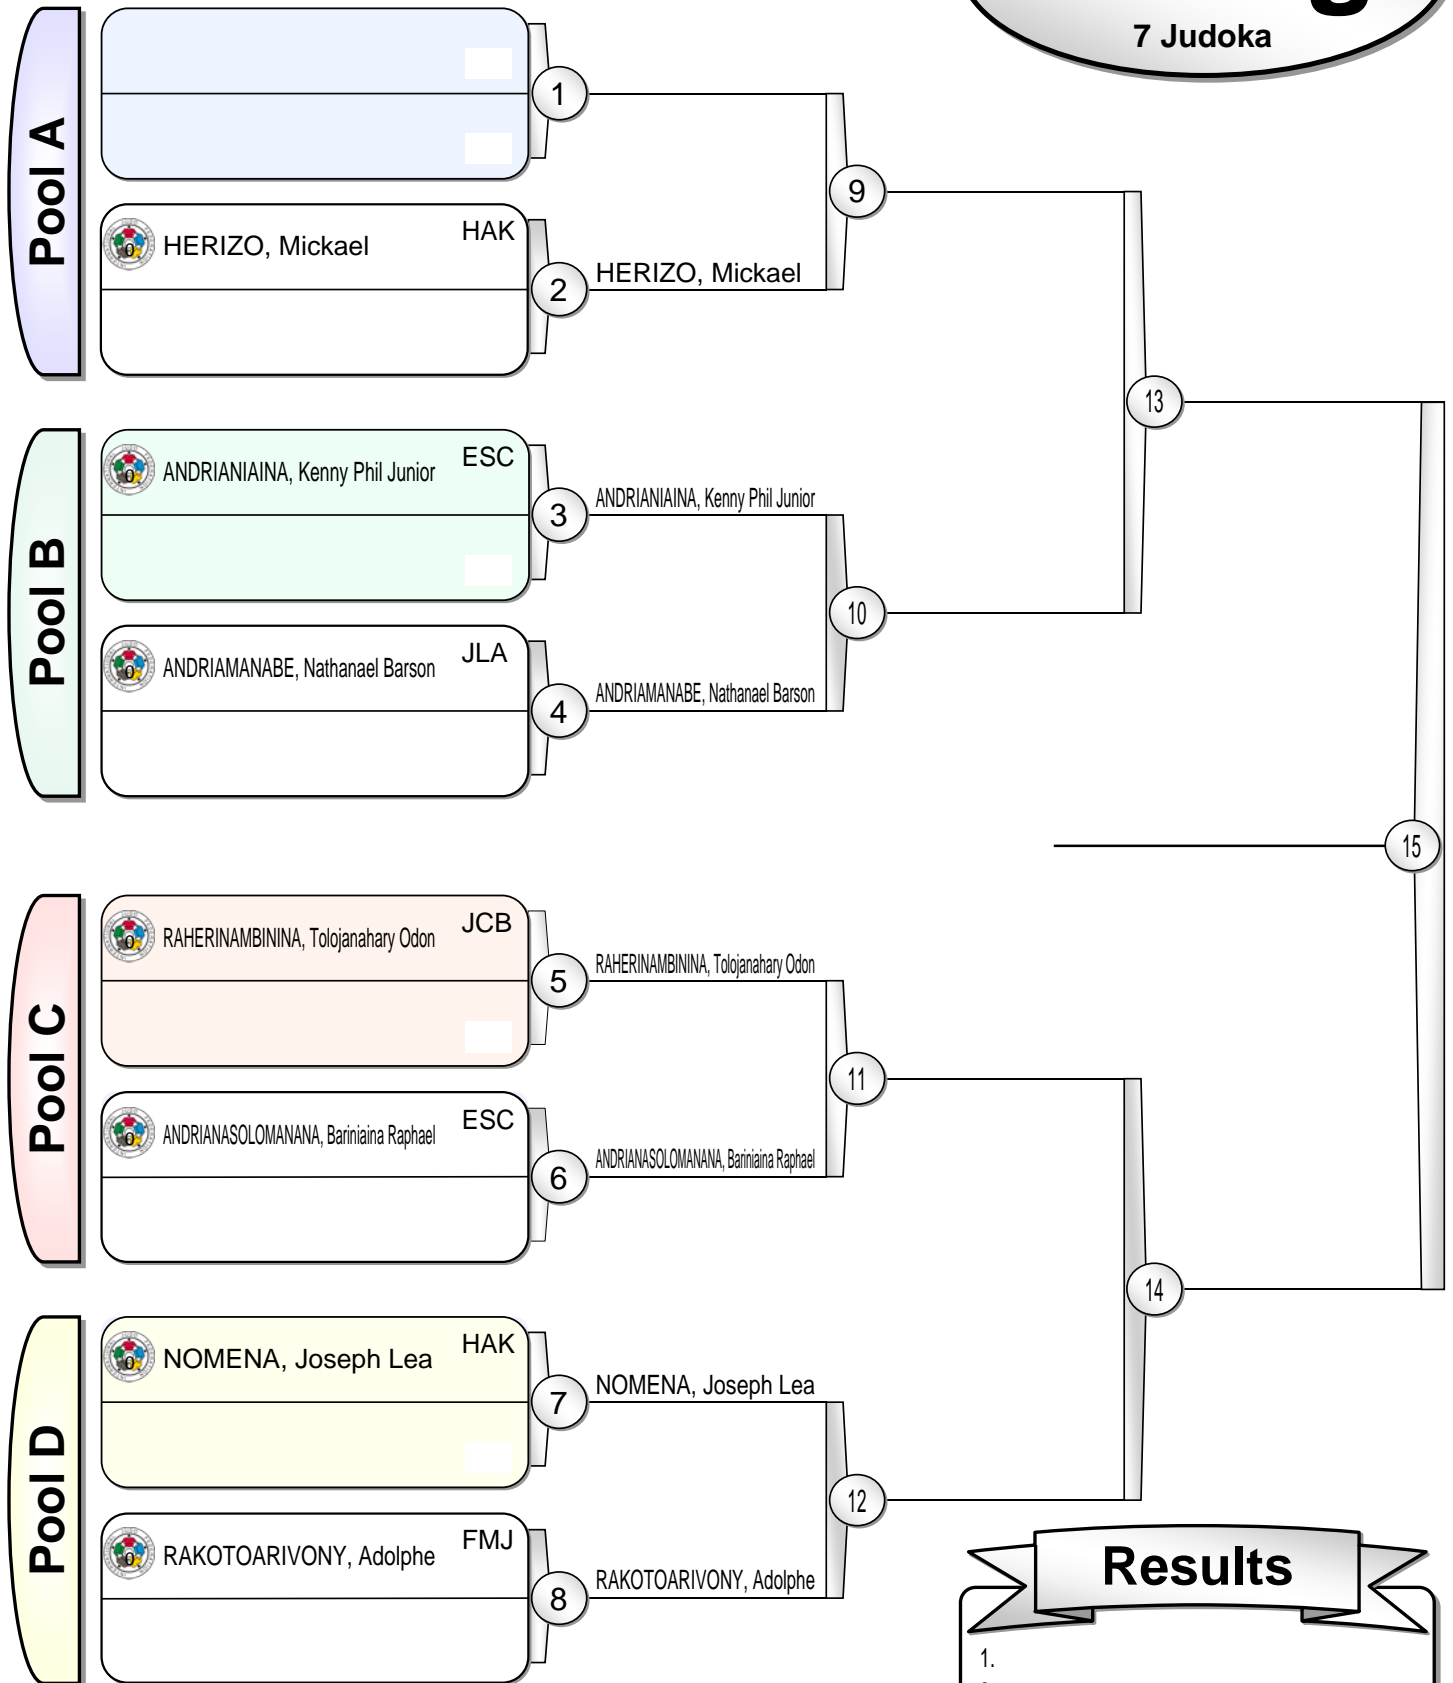 7 Judoka
Pool A
1
HERIZO, Mickael HAK
2
HERIZO, Mickael
9
Pool B
ANDRIANIAINA, Kenny Phil Junior ESC
3
ANDRIANIAINA, Kenny Phil Junior
ANDRIAMANABE, Nathanael Barson JLA
4
ANDRIAMANABE, Nathanael Barson
10
13
15
Pool C
RAHERINAMBININA, Tolojanahary Odon JCB
5
RAHERINAMBININA, Tolojanahary Odon
ANDRIANASOLOMANANA, Bariniaina Raphael ESC
6
ANDRIANASOLOMANANA, Bariniaina Raphael
11
14
Pool D
NOMENA, Joseph Lea HAK
7
NOMENA, Joseph Lea
RAKOTOARIVONY, Adolphe FMJ
8
RAKOTOARIVONY, Adolphe
12
Results
1.